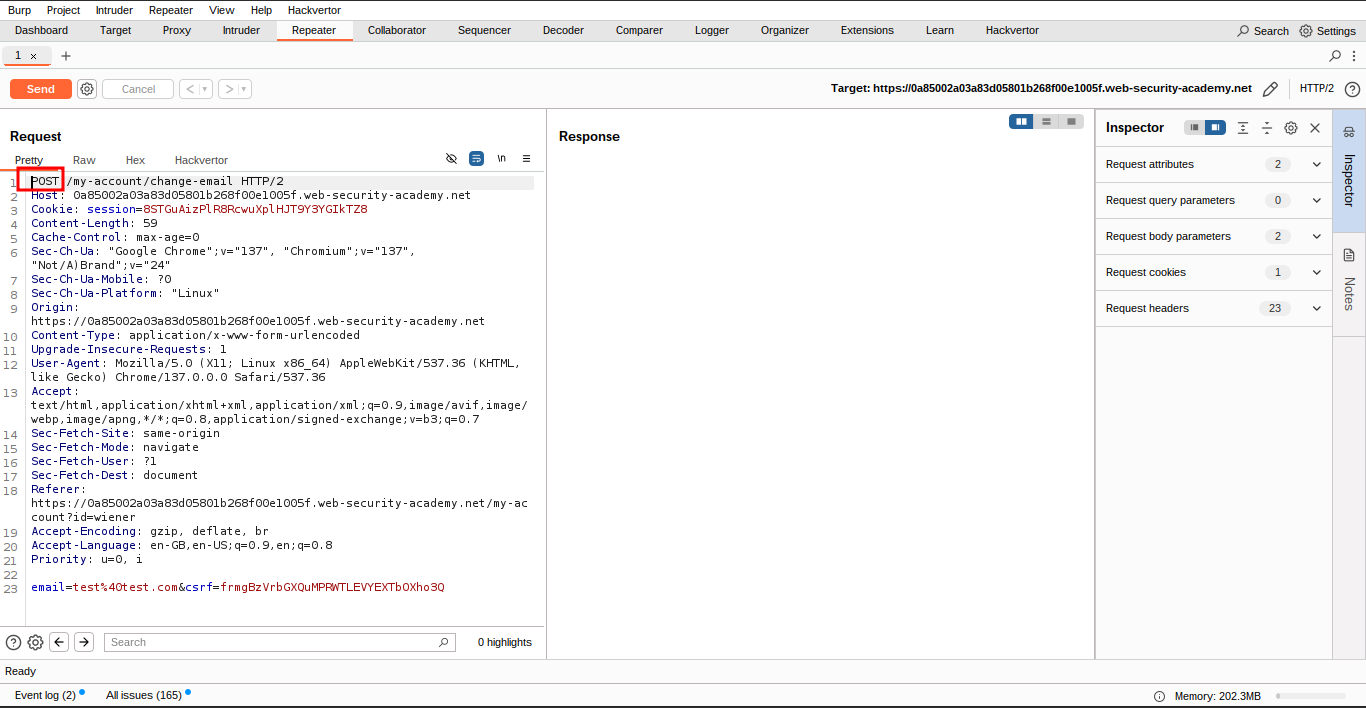 Burp Project Intruder Repeater View Help Hackvertor
Dashboard Target Proxy Intruder Repeater Collaborator Sequencer Decoder Comparer Logger Organizer Extensions Learn Hackvertor Search Settings
1 × +
Send Cancel < > Target: https://0a85002a03a83d05801b268f00e1005f.web-security-academy.net HTTP/2
Request
Pretty Raw Hex Hackvertor \n
1 POST /my-account/change-email HTTP/2
2 Host: 0a85002a03a83d05801b268f00e1005f.web-security-academy.net
3 Cookie: session=8STGuAizPlR8RcwuXplHJT9Y3YGIkTZ8
4 Content-Length: 59
5 Cache-Control: max-age=0
6 Sec-Ch-Ua: "Google Chrome";v="137", "Chromium";v="137",
"Not/A)Brand";v="24"
7 Sec-Ch-Ua-Mobile: ?0
8 Sec-Ch-Ua-Platform: "Linux"
9 Origin:
https://0a85002a03a83d05801b268f00e1005f.web-security-academy.net
10 Content-Type: application/x-www-form-urlencoded
11 Upgrade-Insecure-Requests: 1
12 User-Agent: Mozilla/5.0 (X11; Linux x86_64) AppleWebKit/537.36 (KHTML,
like Gecko) Chrome/137.0.0.0 Safari/537.36
13 Accept:
text/html,application/xhtml+xml,application/xml;q=0.9,image/avif,image/
webp,image/apng,*/*;q=0.8,application/signed-exchange;v=b3;q=0.7
14 Sec-Fetch-Site: same-origin
15 Sec-Fetch-Mode: navigate
16 Sec-Fetch-User: ?1
17 Sec-Fetch-Dest: document
18 Referer:
https://0a85002a03a83d05801b268f00e1005f.web-security-academy.net/my-ac
count?id=wiener
19 Accept-Encoding: gzip, deflate, br
20 Accept-Language: en-GB,en-US;q=0.9,en;q=0.8
21 Priority: u=0, i
22
23 email=test%40test.com&csrf=frmgBzVrbGXQuMPRWTLEVYEXTbOXho3Q
Search 0 highlights
Response
Inspector
Request attributes 2
Request query parameters 0
Request body parameters 2
Request cookies 1
Request headers 23
Inspector
Notes
Ready
Event log (2) All issues (165) Memory: 202.3MB